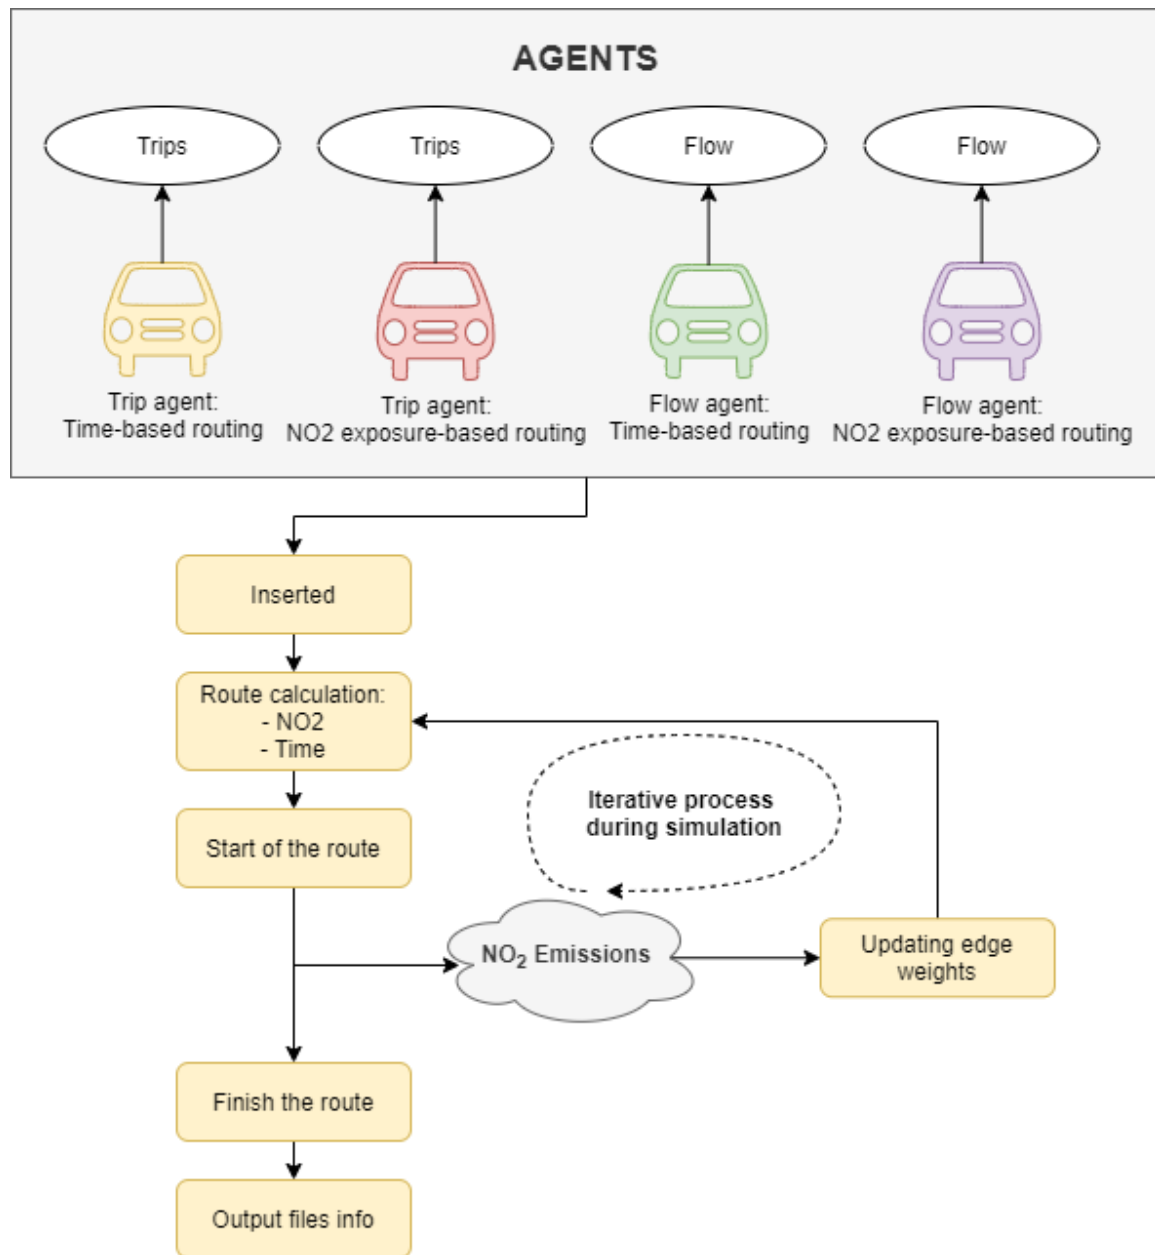 AGENTS
Trips
Trips
Flow
Flow
Trip agent:
Time-based routing
Trip agent:
NO2 exposure-based routing
Flow agent:
Time-based routing
Flow agent:
NO2 exposure-based routing
Inserted
Route calculation:
- NO2
- Time
Iterative process
during simulation
Start of the route
NO₂ Emissions
Updating edge
weights
Finish the route
Output files info